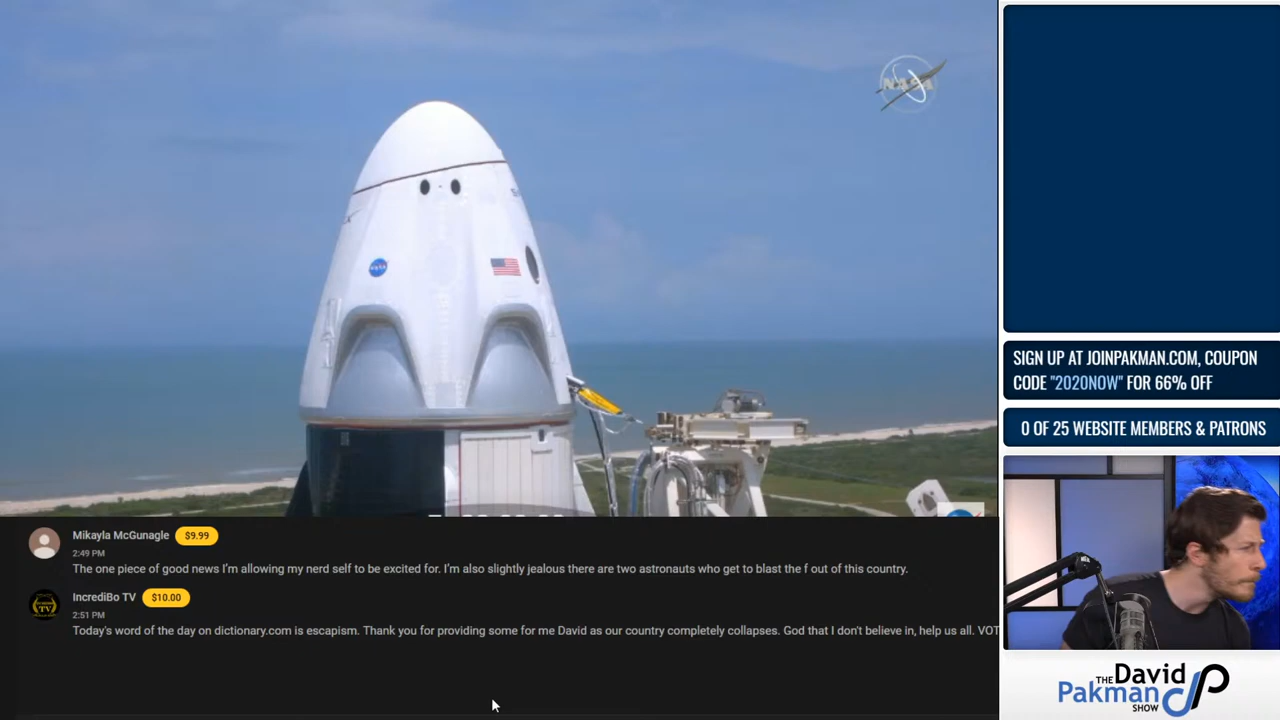 NASA
NASA
SIGN UP AT JOINPAKMAN.COM, COUPON
CODE "2020NOW" FOR 66% OFF
0 OF 25 WEBSITE MEMBERS & PATRONS
Mikayla McGunagle $9.99
2:49 PM
The one piece of good news I'm allowing my nerd self to be excited for. I'm also slightly jealous there are two astronauts who get to blast the f out of this country.
IncrediBo TV $10.00
2:51 PM
Today's word of the day on dictionary.com is escapism. Thank you for providing some for me David as our country completely collapses. God that I don't believe in, help us all. VOT
THE David
Pakman
SHOW